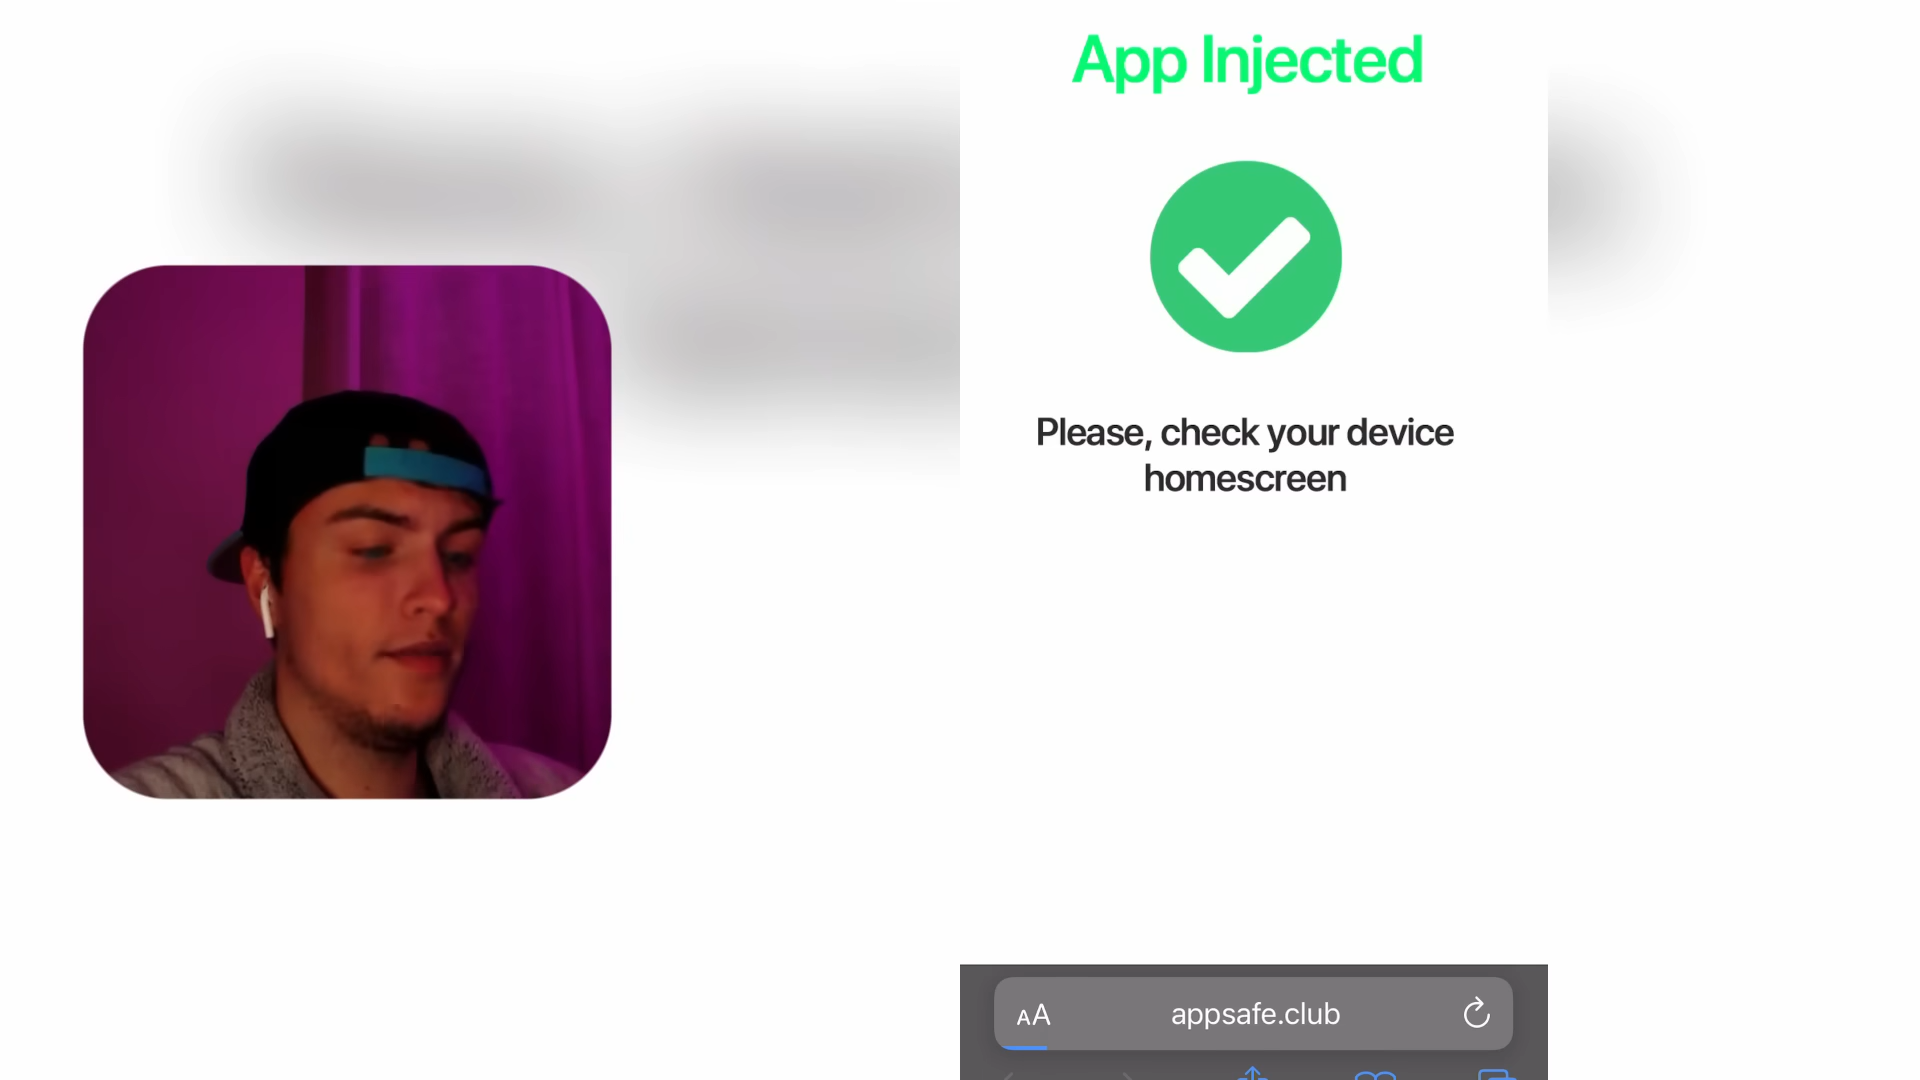 App Injected
Please, check your device
homescreen
AA
appsafe.club